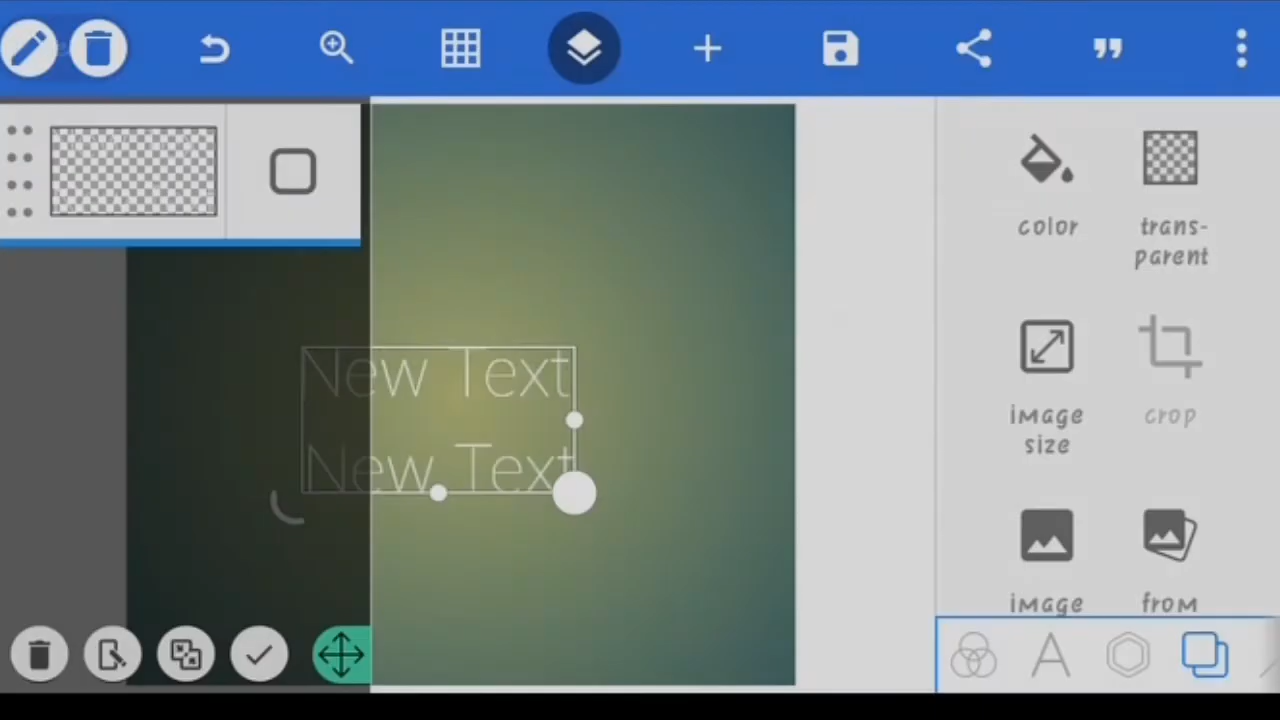 color
trans-
parent
New Text
New Text
image
size
crop
image
from